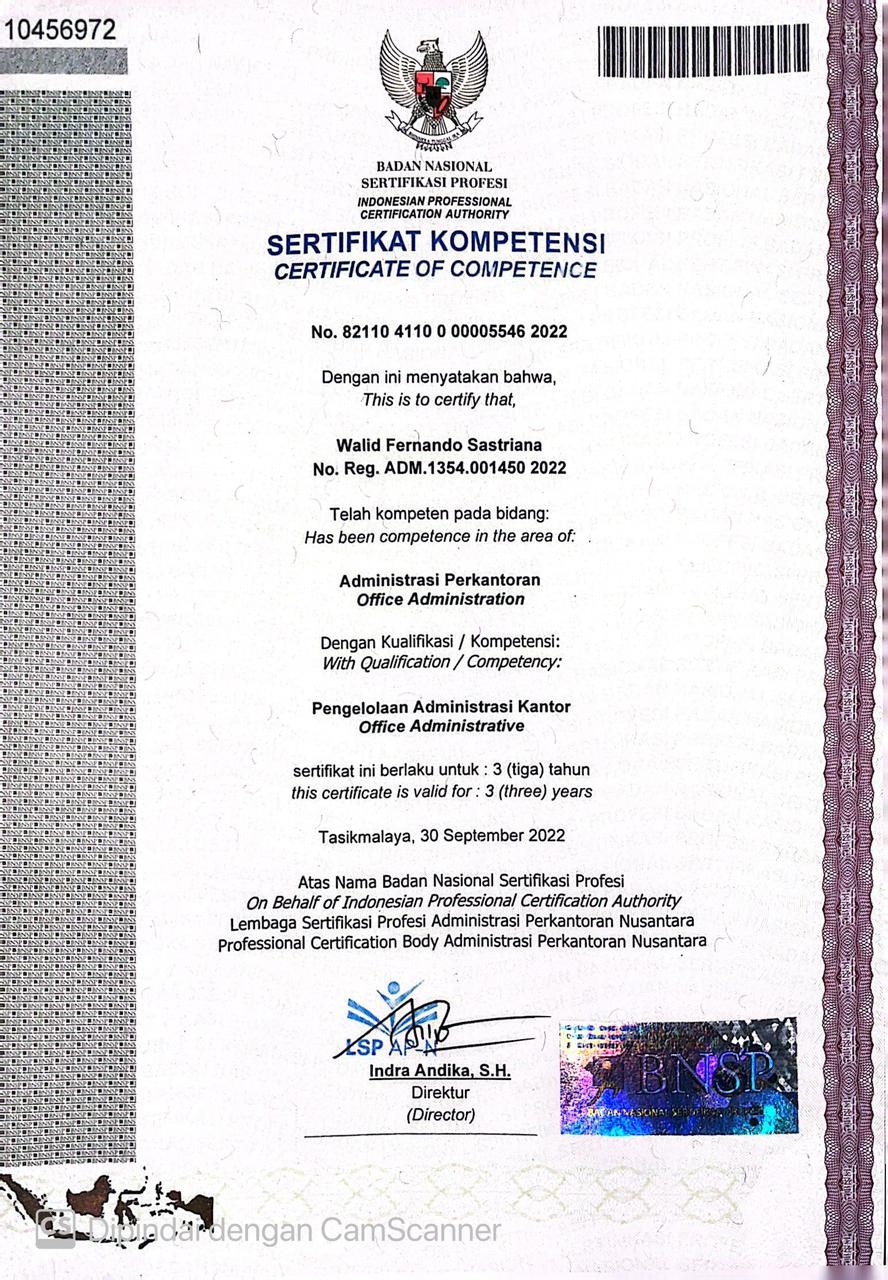 10456972
BADAN NASIONAL
SERTIFIKASI PROFESI
INDONESIAN PROFESSIONAL
CERTIFICATION AUTHORITY
SERTIFIKAT KOMPETENSI
CERTIFICATE OF COMPETENCE
No. 82110 4110 0 00005546 2022
Dengan ini menyatakan bahwa,
This is to certify that,
Walid Fernando Sastriana
No. Reg. ADM.1354.001450 2022
Telah kompeten pada bidang:
Has been competence in the area of:
Administrasi Perkantoran
Office Administration
Dengan Kualifikasi / Kompetensi:
With Qualification / Competency:
Pengelolaan Administrasi Kantor
Office Administrative
sertifikat ini berlaku untuk : 3 (tiga) tahun
this certificate is valid for : 3 (three) years
Tasikmalaya, 30 September 2022
Atas Nama Badan Nasional Sertifikasi Profesi
On Behalf of Indonesian Professional Certification Authority
Lembaga Sertifikasi Profesi Administrasi Perkantoran Nusantara
Professional Certification Body Administrasi Perkantoran Nusantara
LSP AP-N
Indra Andika, S.H.
Direktur
(Director)
BNSP
BADAN NASIONAL SERTIFIKASI PROFESI
CS Dipindai dengan CamScanner